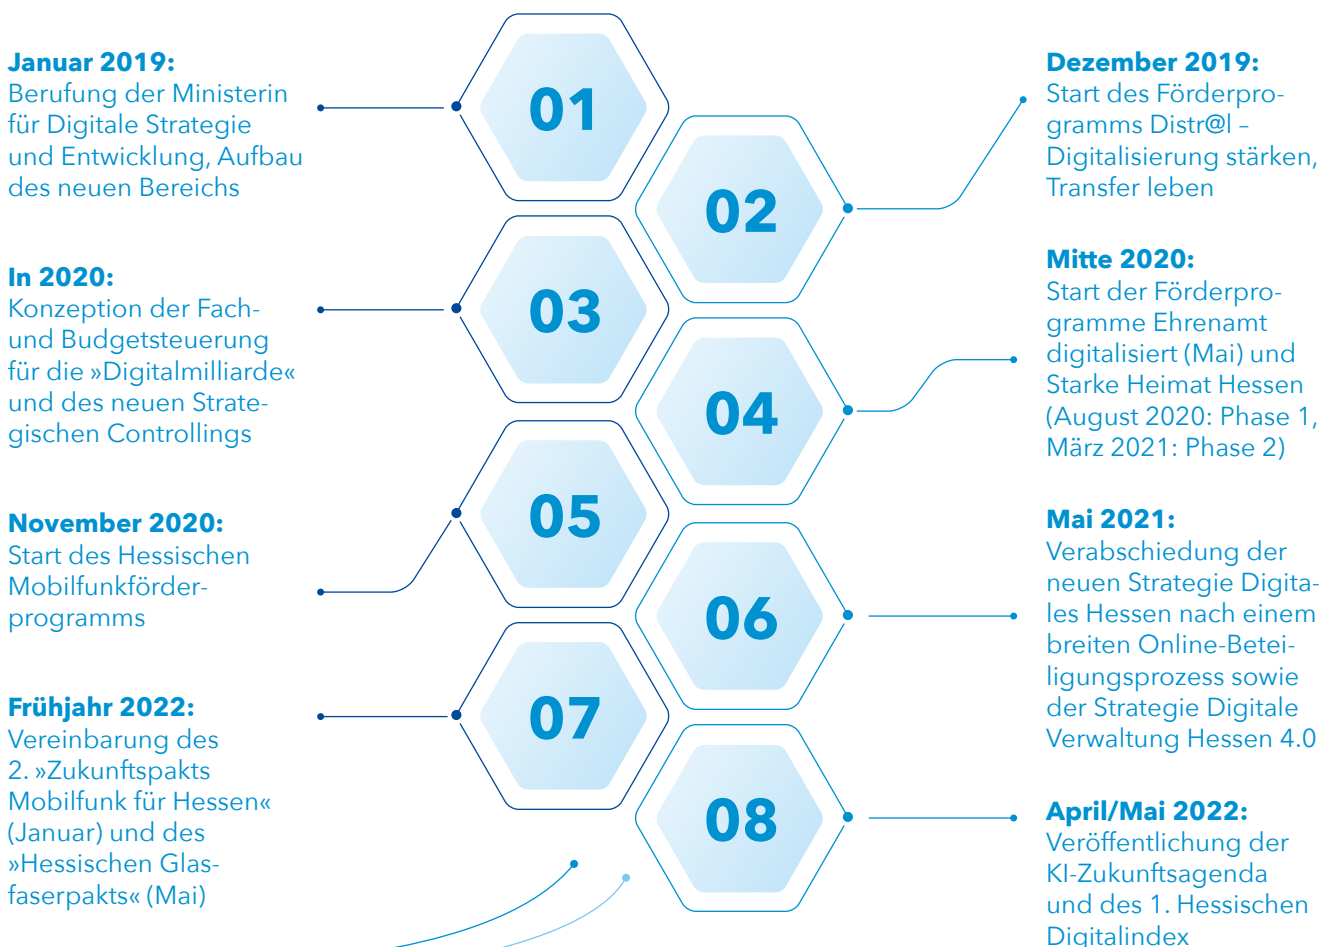 01
Januar 2019:
Berufung der Ministerin
für Digitale Strategie
und Entwicklung, Aufbau
des neuen Bereichs
02
Dezember 2019:
Start des Förderpro-
gramms Distr@l –
Digitalisierung stärken,
Transfer leben
03
In 2020:
Konzeption der Fach-
und Budgetsteuerung
für die »Digitalmilliarde«
und des neuen Strate-
gischen Controllings
04
Mitte 2020:
Start der Förderpro-
gramme Ehrenamt
digitalisiert (Mai) und
Starke Heimat Hessen
(August 2020: Phase 1,
März 2021: Phase 2)
05
November 2020:
Start des Hessischen
Mobilfunkförder-
programms
06
Mai 2021:
Verabschiedung der
neuen Strategie Digita-
les Hessen nach einem
breiten Online-Betei-
ligungsprozess sowie
der Strategie Digitale
Verwaltung Hessen 4.0
07
Frühjahr 2022:
Vereinbarung des
2. »Zukunftspakts
Mobilfunk für Hessen«
(Januar) und des
»Hessischen Glas-
faserpakts« (Mai)
08
April/Mai 2022:
Veröffentlichung der
KI-Zukunftsagenda
und des 1. Hessischen
Digitalindex